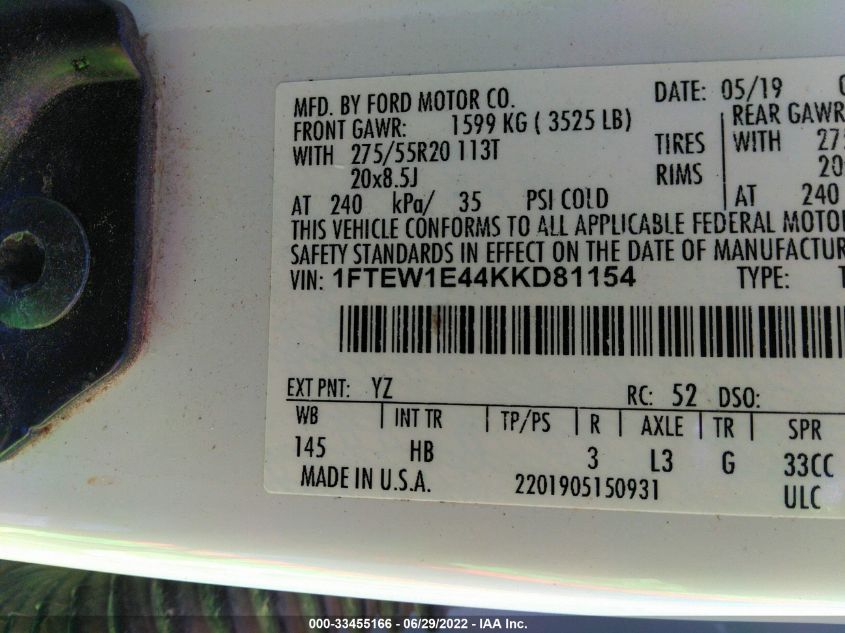 MFD. BY FORD MOTOR CO. DATE: 05/19
FRONT GAWR: 1599 KG ( 3525 LB) REAR GAWR
WITH 275/55R20 113T TIRES WITH
20x8.5J RIMS 20
AT 240 kPa/ 35 PSI COLD AT 240
THIS VEHICLE CONFORMS TO ALL APPLICABLE FEDERAL MOTOR
SAFETY STANDARDS IN EFFECT ON THE DATE OF MANUFACTUR
VIN: 1FTEW1E44KKD81154 TYPE: T
EXT PNT: YZ RC: 52 DSO:
WB INT TR TP/PS R AXLE TR SPR
145 HB 3 L3 G 33CC
MADE IN U.S.A. 2201905150931 ULC
000-33455166 - 06/29/2022 - IAA Inc.